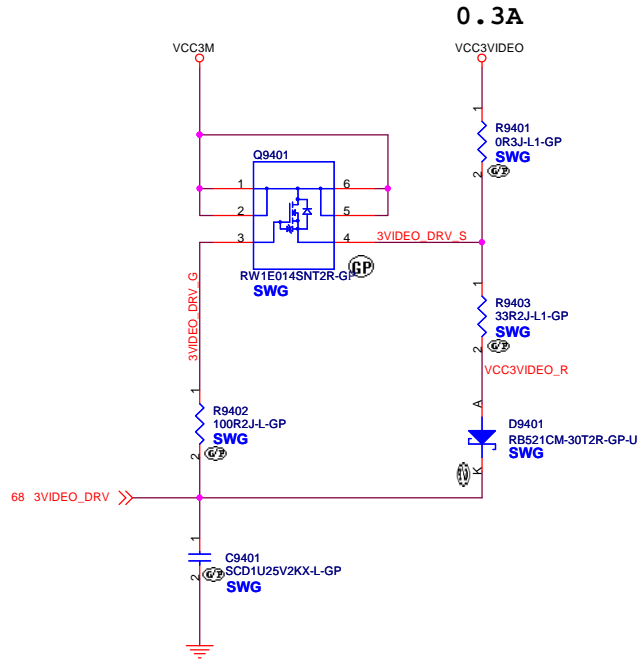 0.3A
VCC3M
VCC3VIDEO
1
R9401
0R3J-L1-GP
SWG
2
G/P
Q9401
1
6
2
5
3
4
3VIDEO_DRV_S
RW1E014SNT2R-GP
GP
SWG
3VIDEO_DRV_G
1
R9403
33R2J-L1-GP
SWG
2
G/P
VCC3VIDEO_R
1
R9402
100R2J-L-GP
SWG
2
G/P
A
D9401
RB521CM-30T2R-GP-U
SWG
K
68 3VIDEO_DRV
1
C9401
SCD1U25V2KX-L-GP
SWG
2
G/P